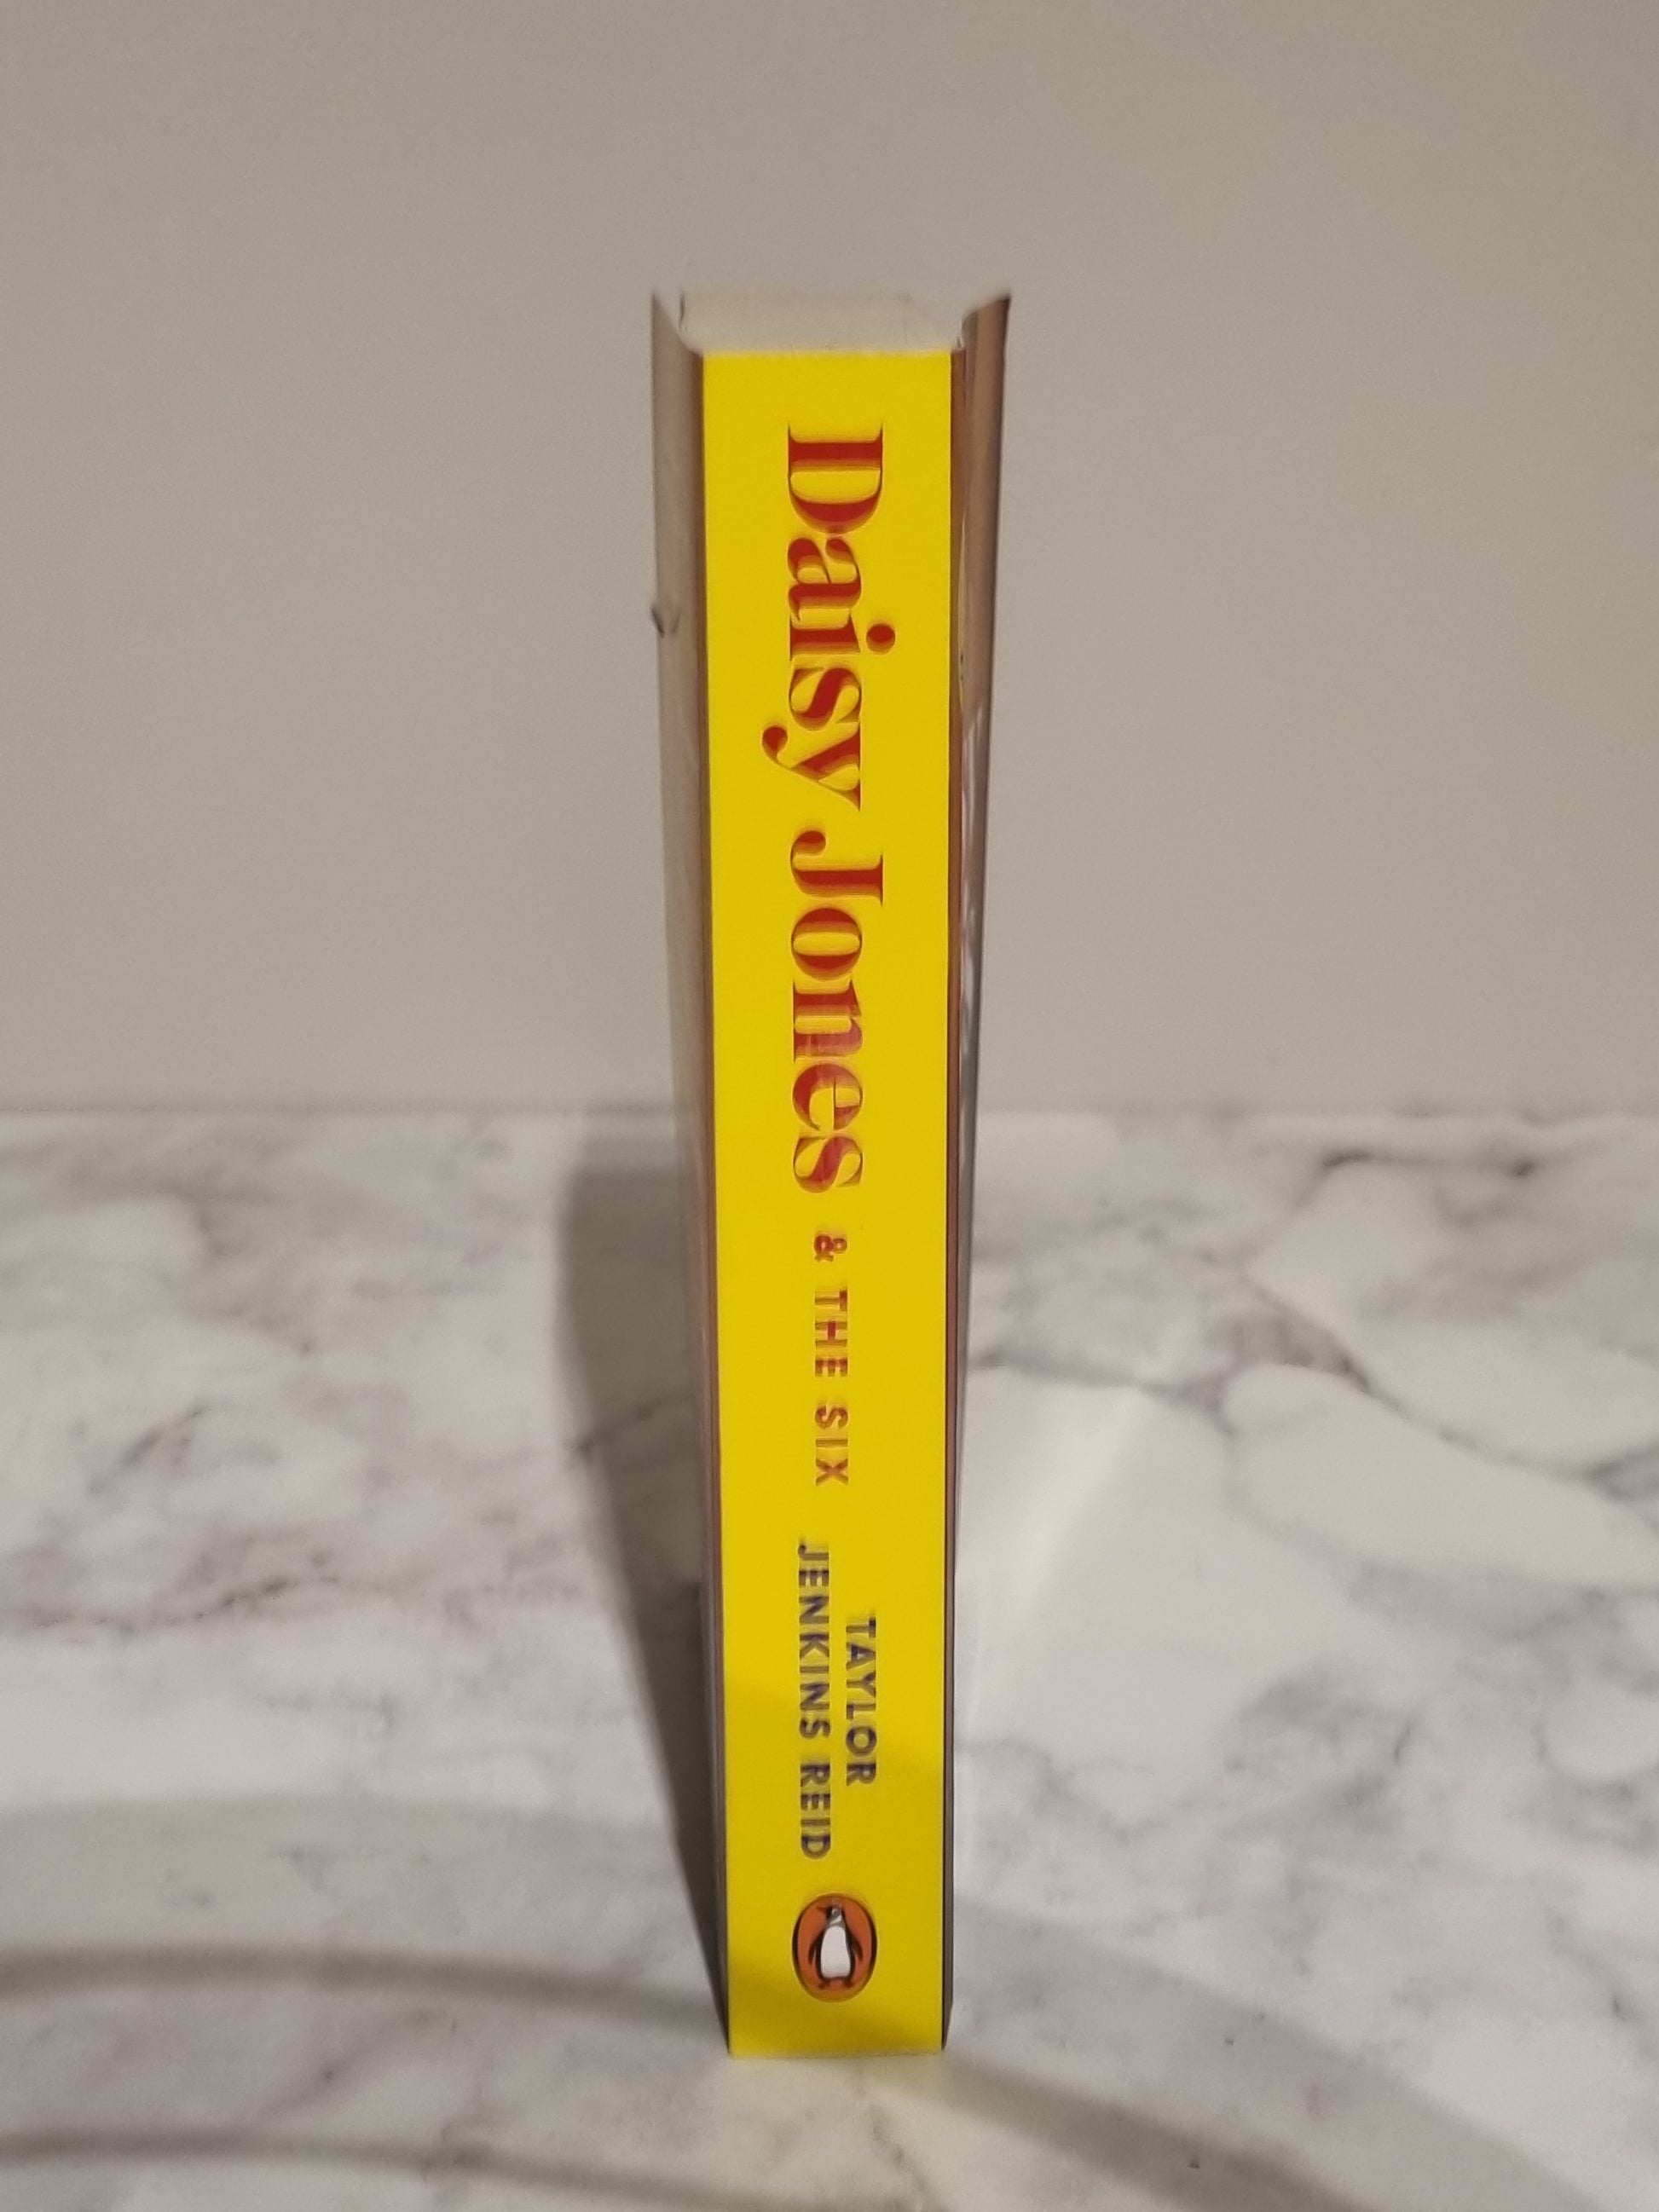 Daisy Jones & THE SIX
TAYLOR
JENKINS REID